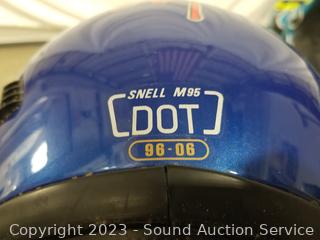 SNELL M95
DOT
96-06
Copyright 2023 - Sound Auction Service